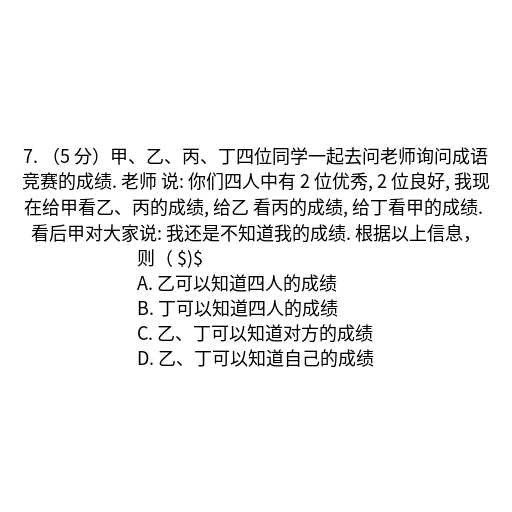 7. （5 分）甲、乙、丙、丁四位同学一起去问老师询问成语
竞赛的成绩. 老师 说: 你们四人中有 2 位优秀, 2 位良好, 我现
在给甲看乙、丙的成绩, 给乙 看丙的成绩, 给丁看甲的成绩.
看后甲对大家说: 我还是不知道我的成绩. 根据以上信息，
则（ $)$
A. 乙可以知道四人的成绩
B. 丁可以知道四人的成绩
C. 乙、丁可以知道对方的成绩
D. 乙、丁可以知道自己的成绩